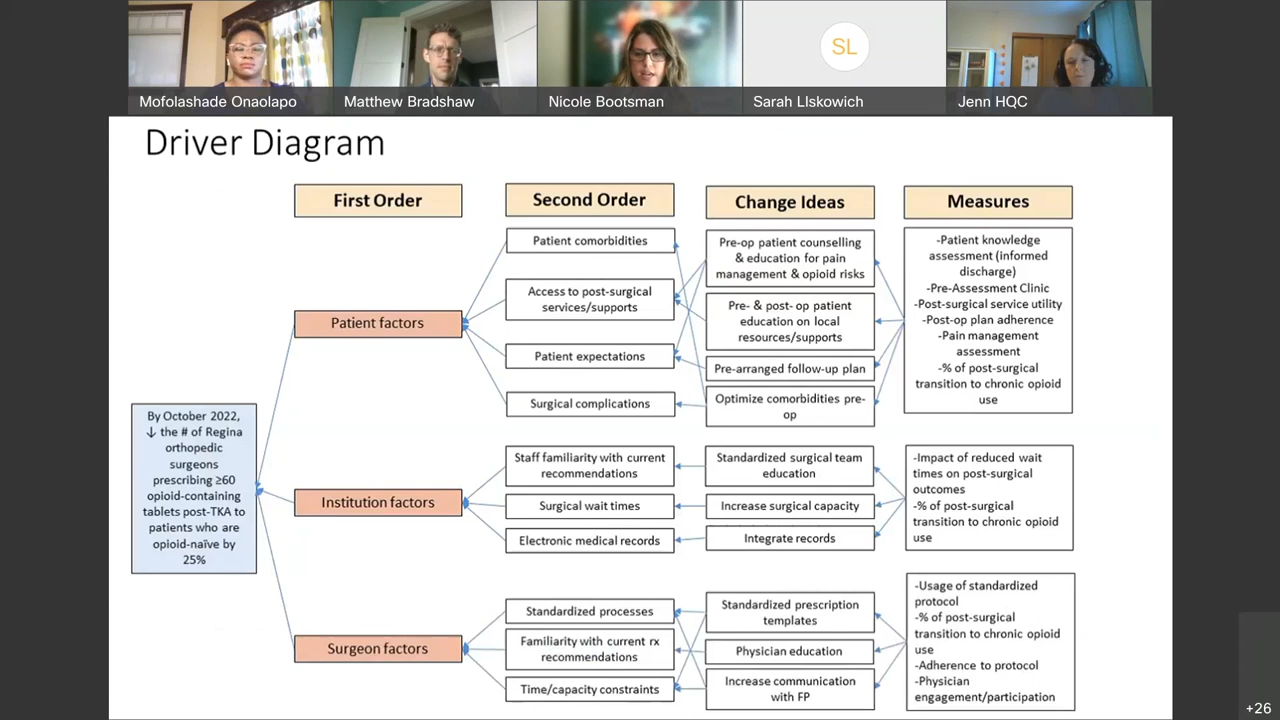 SL
Mofolashade Onaolapo
Matthew Bradshaw
Nicole Bootsman
Sarah LIskowich
Jenn HQC
Driver Diagram
First Order
Second Order
Change Ideas
Measures
By October 2022,
↓ the # of Regina
orthopedic
surgeons
prescribing ≥60
opioid-containing
tablets post-TKA to
patients who are
opioid-naïve by
25%
Patient factors
Patient comorbidities
Access to post-surgical
services/supports
Patient expectations
Surgical complications
Pre-op patient counselling
& education for pain
management & opioid risks
Pre- & post- op patient
education on local
resources/supports
Pre-arranged follow-up plan
Optimize comorbidities pre-
op
-Patient knowledge
assessment (informed
discharge)
-Pre-Assessment Clinic
-Post-surgical service utility
-Post-op plan adherence
-Pain management
assessment
-% of post-surgical
transition to chronic opioid
use
Institution factors
Staff familiarity with current
recommendations
Surgical wait times
Electronic medical records
Standardized surgical team
education
Increase surgical capacity
Integrate records
-Impact of reduced wait
times on post-surgical
outcomes
-% of post-surgical
transition to chronic opioid
use
Surgeon factors
Standardized processes
Familiarity with current rx
recommendations
Time/capacity constraints
Standardized prescription
templates
Physician education
Increase communication
with FP
-Usage of standardized
protocol
-% of post-surgical
transition to chronic opioid
use
-Adherence to protocol
-Physician
engagement/participation
+26